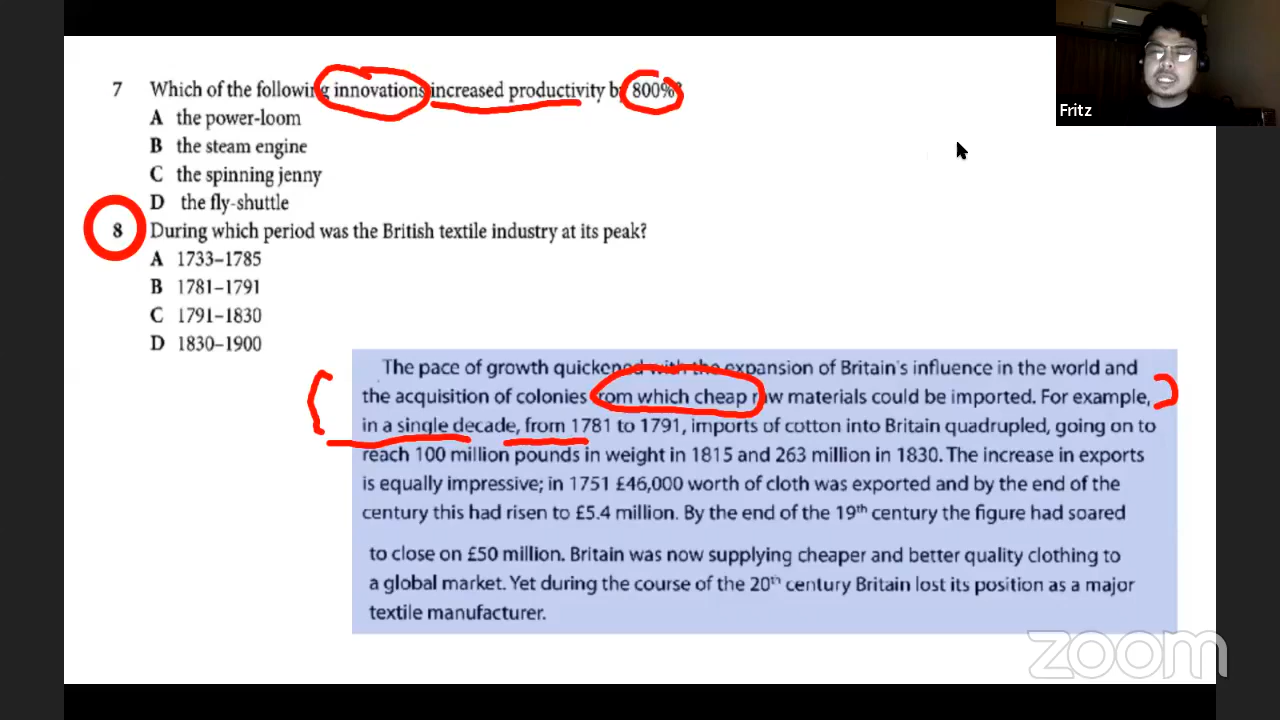 7 Which of the following innovations increased productivity by 800%?
A the power-loom
B the steam engine
C the spinning jenny
D the fly-shuttle
8 During which period was the British textile industry at its peak?
A 1733–1785
B 1781–1791
C 1791–1830
D 1830–1900
Fritz
The pace of growth quickened with the expansion of Britain's influence in the world and
the acquisition of colonies from which cheap raw materials could be imported. For example,
in a single decade, from 1781 to 1791, imports of cotton into Britain quadrupled, going on to
reach 100 million pounds in weight in 1815 and 263 million in 1830. The increase in exports
is equally impressive; in 1751 £46,000 worth of cloth was exported and by the end of the
century this had risen to £5.4 million. By the end of the 19th century the figure had soared
to close on £50 million. Britain was now supplying cheaper and better quality clothing to
a global market. Yet during the course of the 20th century Britain lost its position as a major
textile manufacturer.
zoom